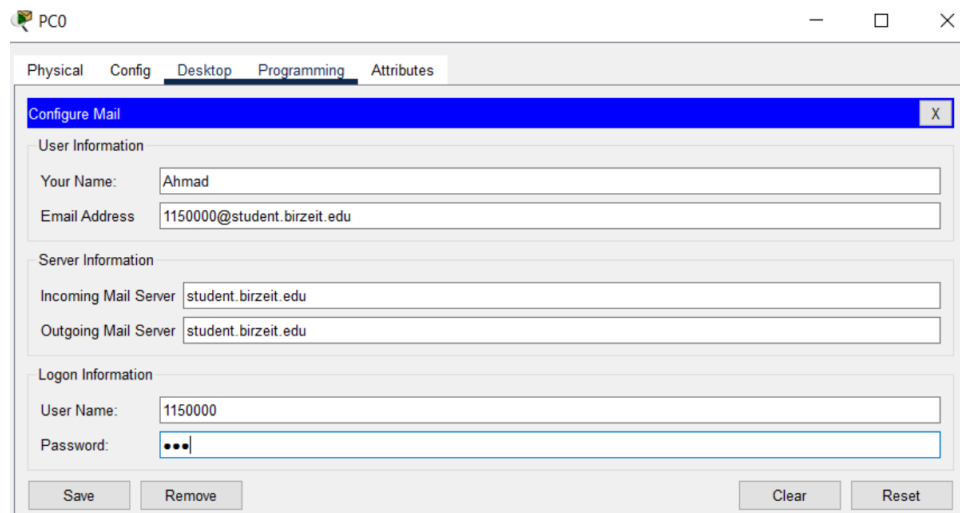 PC0
Physical Config Desktop Programming Attributes
Configure Mail X
User Information
Your Name: Ahmad
Email Address 1150000@student.birzeit.edu
Server Information
Incoming Mail Server student.birzeit.edu
Outgoing Mail Server student.birzeit.edu
Logon Information
User Name: 1150000
Password: •••
Save Remove Clear Reset